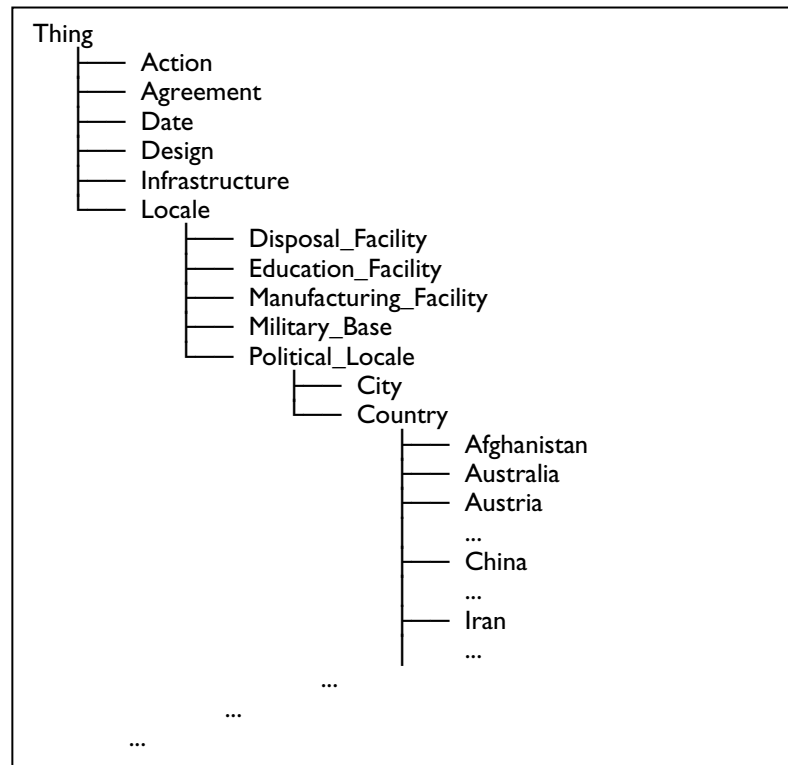 Thing
Action
Agreement
Date
Design
Infrastructure
Locale
Disposal_Facility
Education_Facility
Manufacturing_Facility
Military_Base
Political_Locale
City
Country
Afghanistan
Australia
Austria
...
China
...
Iran
...
...
...
...